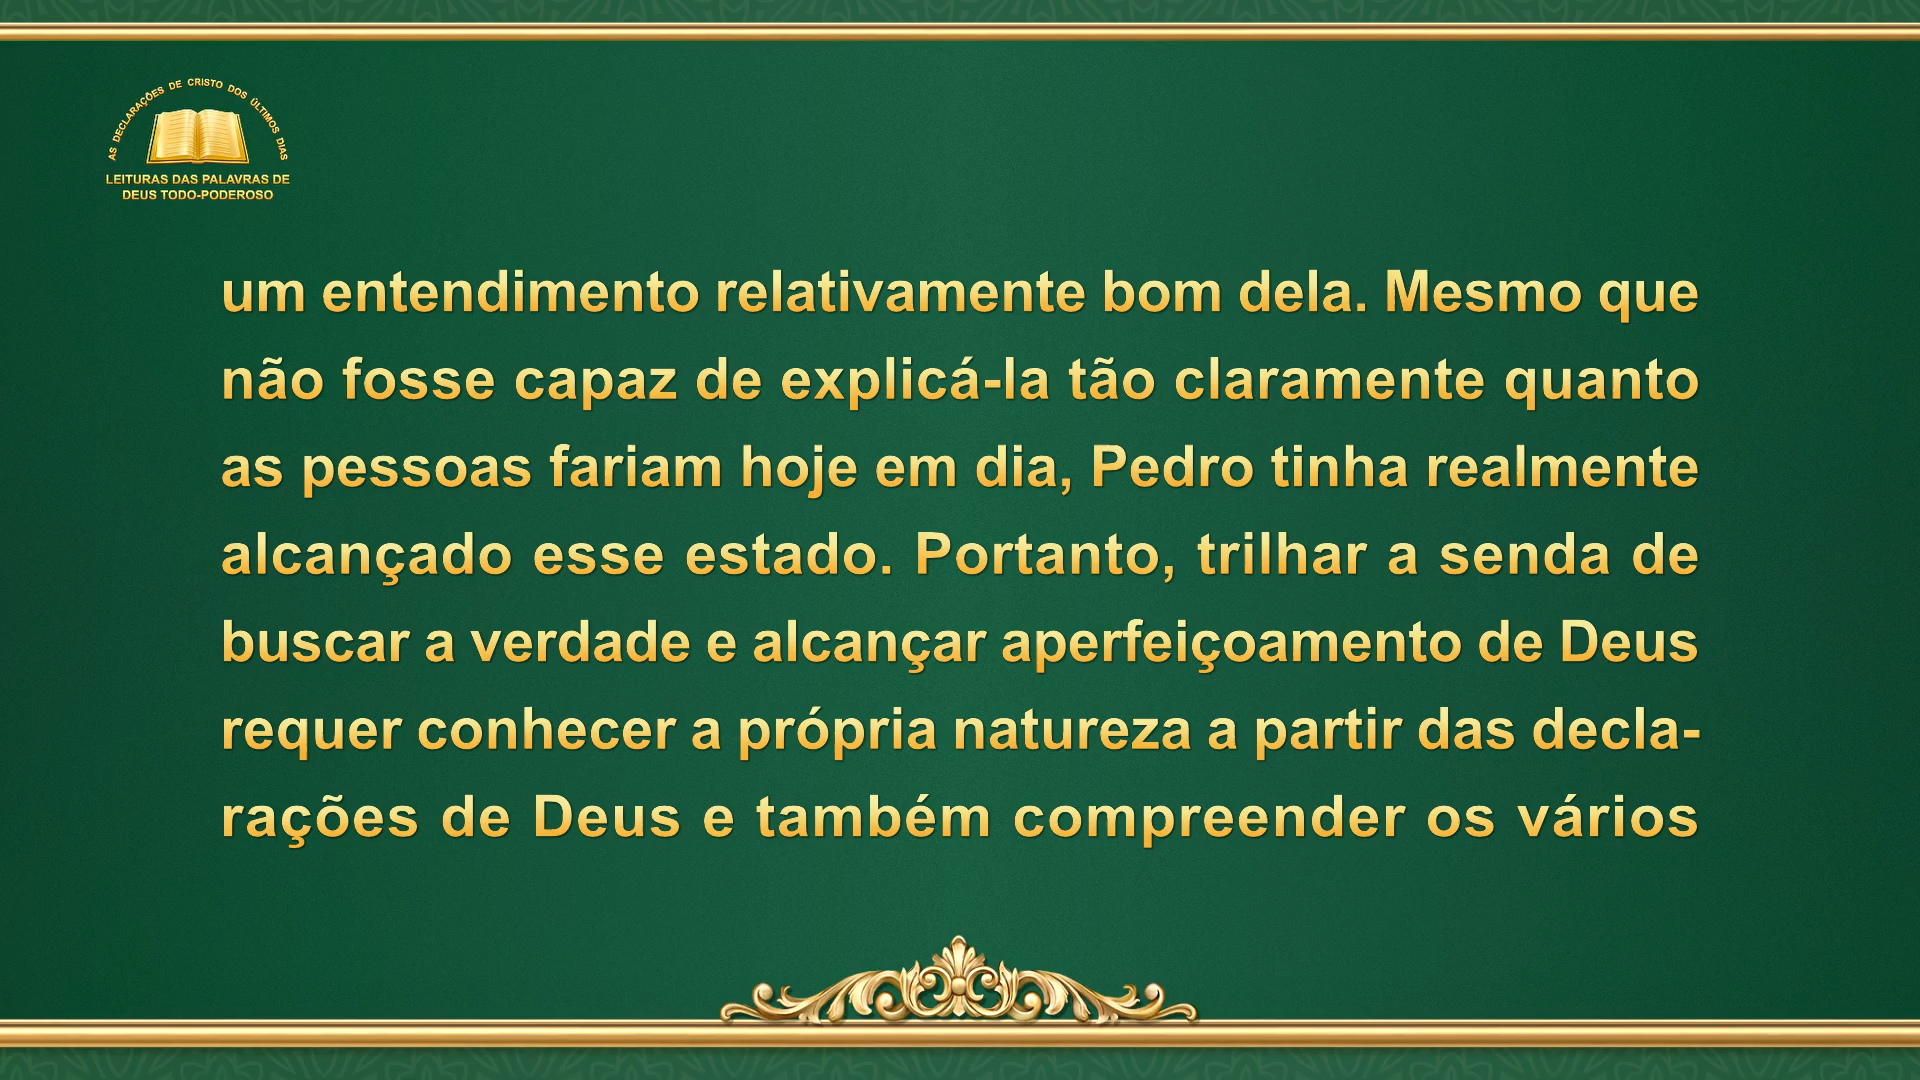 AS DECLARAÇÕES DE CRISTO DOS ÚLTIMOS DIAS
LEITURAS DAS PALAVRAS DE
DEUS TODO-PODEROSO
um entendimento relativamente bom dela. Mesmo que
não fosse capaz de explicá-la tão claramente quanto
as pessoas fariam hoje em dia, Pedro tinha realmente
alcançado esse estado. Portanto, trilhar a senda de
buscar a verdade e alcançar aperfeiçoamento de Deus
requer conhecer a própria natureza a partir das decla-
rações de Deus e também compreender os vários